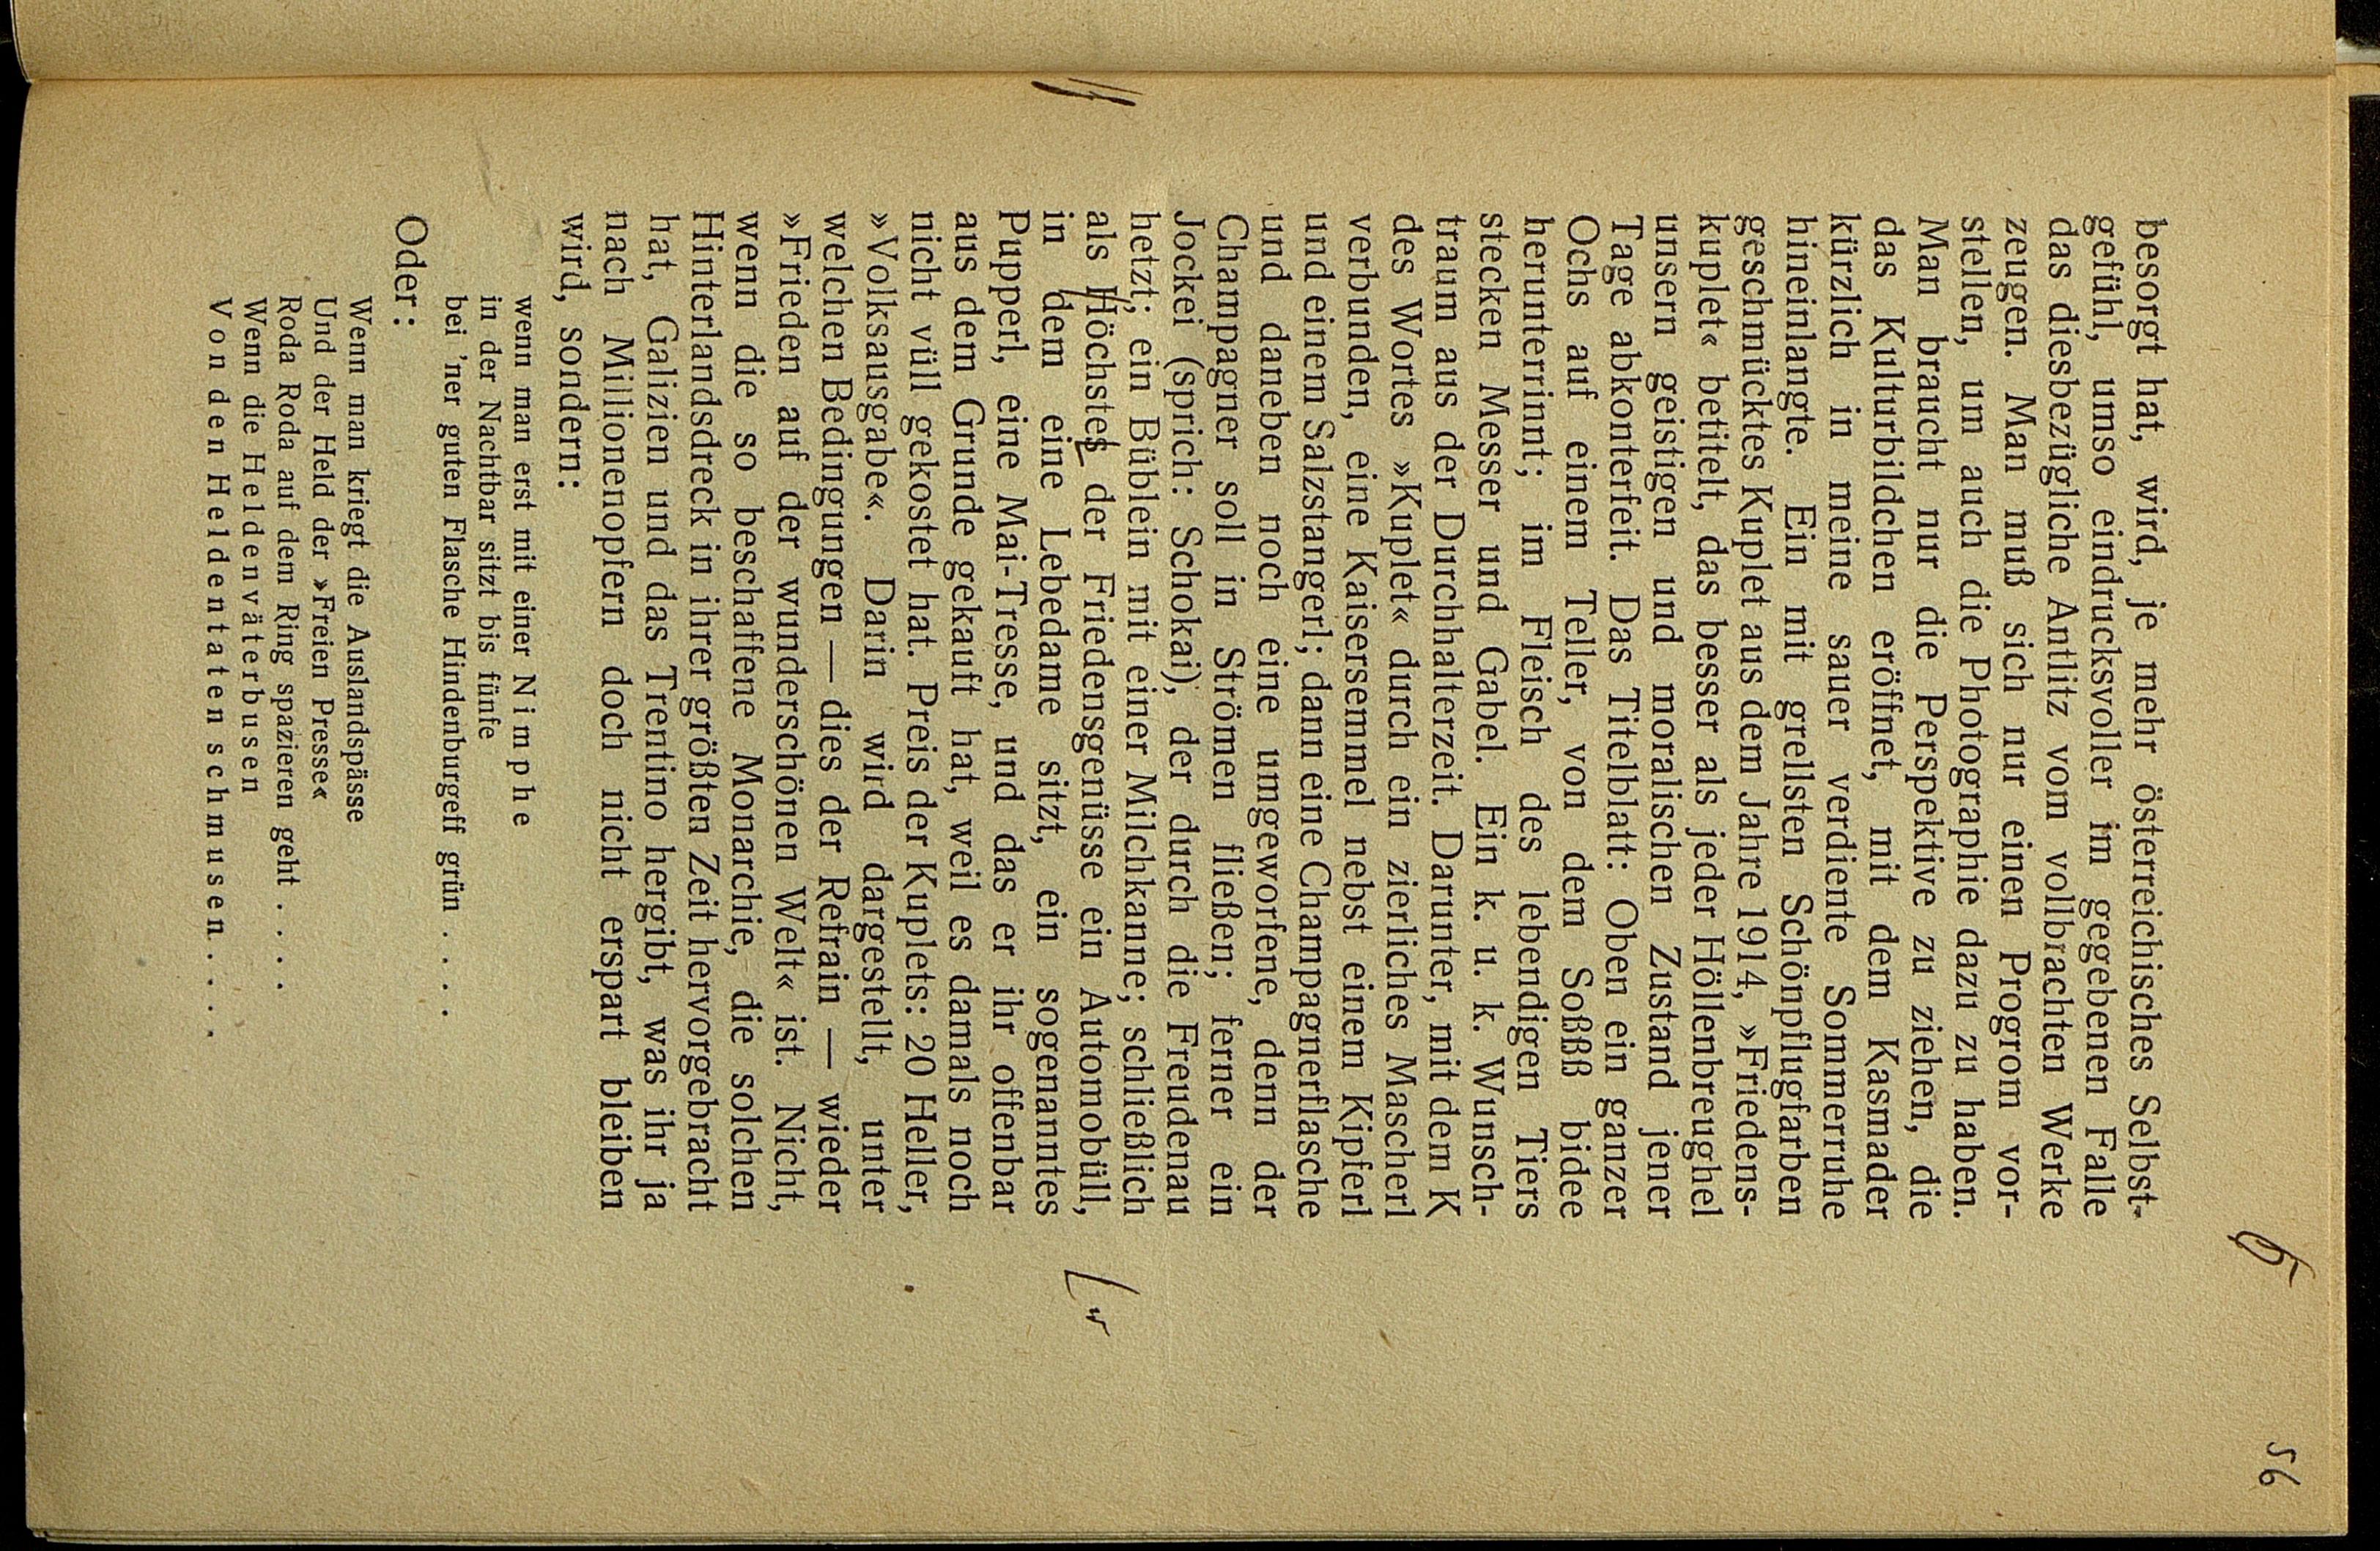 56
besorgt hat, wird, je mehr österreichisches Selbst-
gefühl, umso eindrucksvoller im gegebenen Falle
das diesbezügliche Antlitz vom vollbrachten Werke
zeugen. Man muß sich nur einen Progrom vor-
stellen, um auch die Photographie dazu zu haben.
Man braucht nur die Perspektive zu ziehen, die
das Kulturbildchen eröffnet, mit dem Kasmader
kürzlich in meine sauer verdiente Sommerruhe
hineinlangte. Ein mit grellsten Schönpflugfarben
geschmücktes Kuplet aus dem Jahre 1914, »Friedens-
kuplet« betitelt, das besser als jeder Höllenbreughel
unsern geistigen und moralischen Zustand jener
Tage abkonterfeit. Das Titelblatt: Oben ein ganzer
Ochs auf einem Teller, von dem Soßßß bidee
herunterrinnt; im Fleisch des lebendigen Tiers
stecken Messer und Gabel. Ein k. u. k. Wunsch-
traum aus der Durchhalterzeit. Darunter, mit dem K
des Wortes »Kuplet« durch ein zierliches Mascherl
verbunden, eine Kaisersemmel nebst einem Kipferl
und einem Salzstangerl; dann eine Champagnerflasche
und daneben noch eine umgeworfene, denn der
Champagner soll in Strömen fließen; ferner ein
Jockei (sprich: Schokai), der durch die Freudenau
hetzt; ein Büblein mit einer Milchkanne; schließlich
als Höchstes der Friedensgenüsse ein Automobüll,
in dem eine Lebedame sitzt, ein sogenanntes
Pupperl, eine Mai-Tresse, und das er ihr offenbar
aus dem Grunde gekauft hat, weil es damals noch
nicht vüll gekostet hat. Preis der Kuplets: 20 Heller,
»Volksausgabe«. Darin wird dargestellt, unter
welchen Bedingungen — dies der Refrain — wieder
»Frieden auf der wunderschönen Welt« ist. Nicht,
wenn die so beschaffene Monarchie, die solchen
Hinterlandsdreck in ihrer größten Zeit hervorgebracht
hat, Galizien und das Trentino hergibt, was ihr ja
nach Millionenopfern doch nicht erspart bleiben
wird, sondern:
wenn man erst mit einer Nimphe
in der Nachtbar sitzt bis fünfe
bei 'ner guten Flasche Hindenburgeff grün . . . .
Oder:
Wenn man kriegt die Auslandspässe
Und der Held der »Freien Presse«
Roda Roda auf dem Ring spazieren geht . . . .
Wenn die Heldenväterbusen
Von den Heldentaten schmusen . . . .